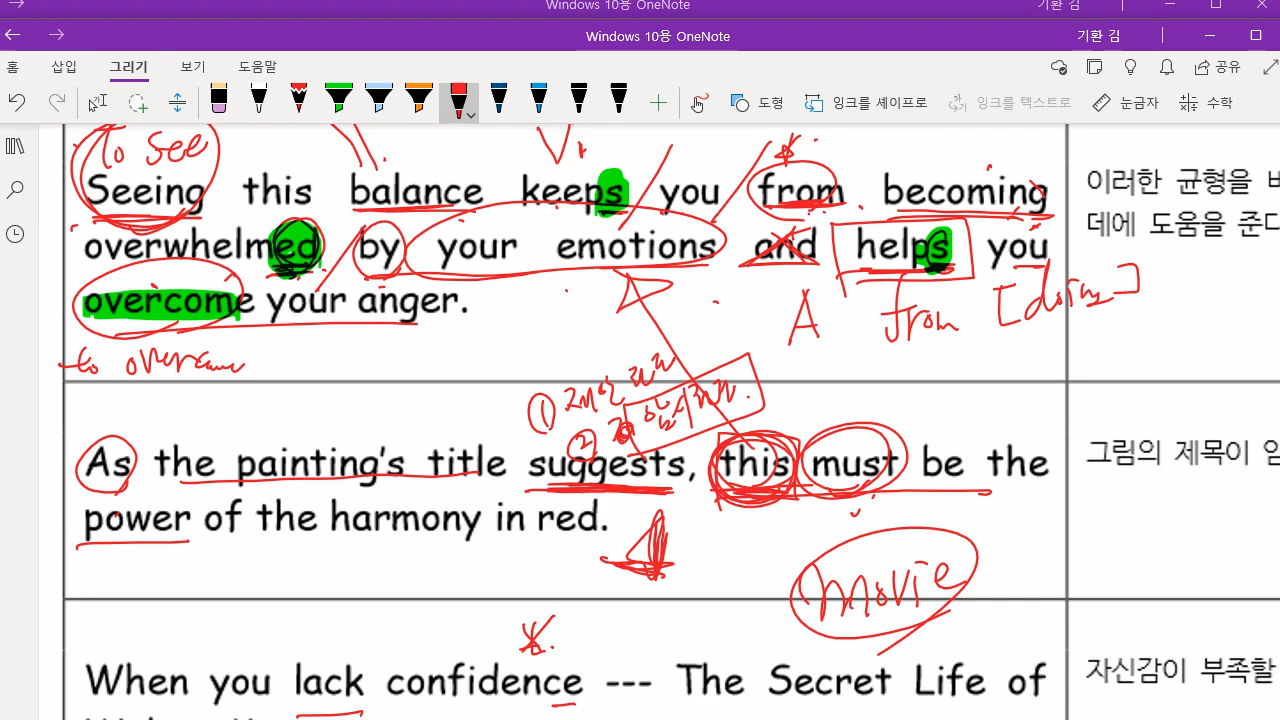 Windows 10용 OneNote
기환 김
Windows 10용 OneNote
기환 김
홈 삽입 그리기 보기 도움말
공유
도형 잉크를 셰이프로 잉크를 텍스트로 눈금자 수학
To see
V
Seeing this balance keeps you from becoming
이러한 균형을
overwhelmed by your emotions and helps you
데에 도움을 준다
overcome your anger.
A from [doing]
to overcome
①
②
As the painting's title suggests, this must be the
그림의 제목이
power of the harmony in red.
movie
When you lack confidence --- The Secret Life of
자신감이 부족할